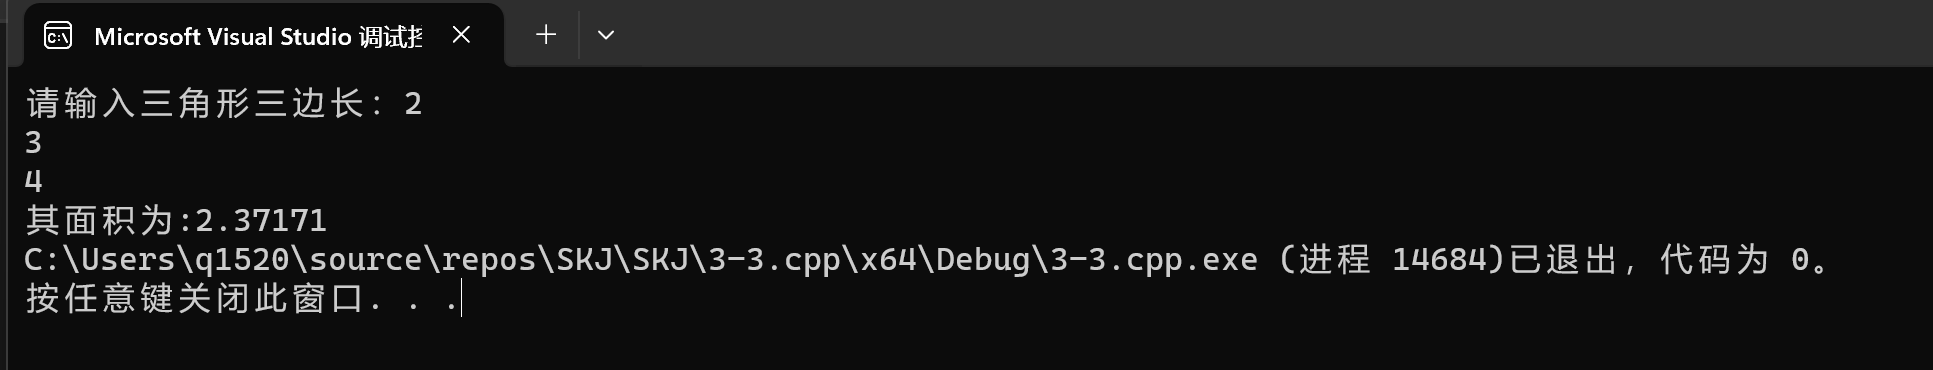 Microsoft Visual Studio 调试控
请输入三角形三边长: 2
3
4
其面积为:2.37171
C:\Users\q1520\source\repos\SKJ\SKJ\3-3.cpp\x64\Debug\3-3.cpp.exe (进程 14684)已退出，代码为 0。
按任意键关闭此窗口. . .